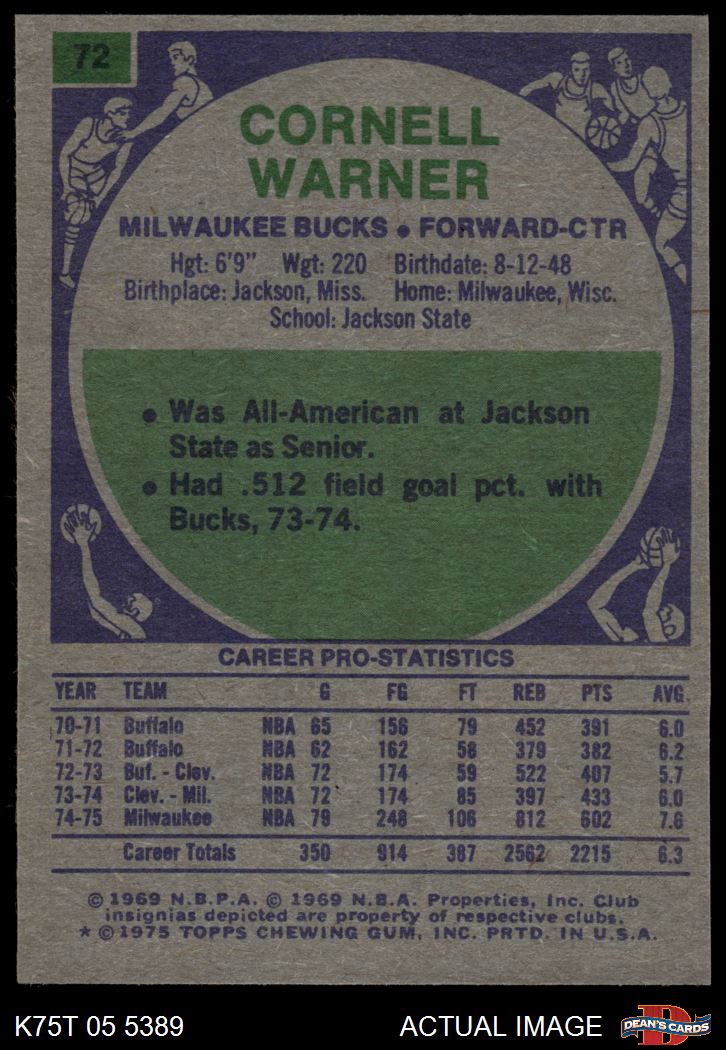 72
CORNELL
WARNER
MILWAUKEE BUCKS • FORWARD-CTR
Hgt: 6'9" Wgt: 220 Birthdate: 8-12-48
Birthplace: Jackson, Miss. Home: Milwaukee, Wisc.
School: Jackson State
• Was All-American at Jackson
State as Senior.
• Had .512 field goal pct. with
Bucks, 73-74.
CAREER PRO-STATISTICS
YEAR TEAM G FG FT REB PTS AVG.
70-71 Buffalo NBA 65 156 79 452 391 6.0
71-72 Buffalo NBA 62 162 58 379 382 6.2
72-73 Buf. - Clev. NBA 72 174 59 522 407 5.7
73-74 Clev. - Mil. NBA 72 174 85 397 433 6.0
74-75 Milwaukee NBA 79 248 106 812 602 7.6
Career Totals 350 914 387 2562 2215 6.3
© 1969 N.B.P.A. © 1969 N.B.A. Properties, Inc. Club
insignias depicted are property of respective clubs.
* © 1975 TOPPS CHEWING GUM, INC. PRTD. IN U.S.A.
K75T 05 5389 ACTUAL IMAGE
D
DEAN'S CARDS